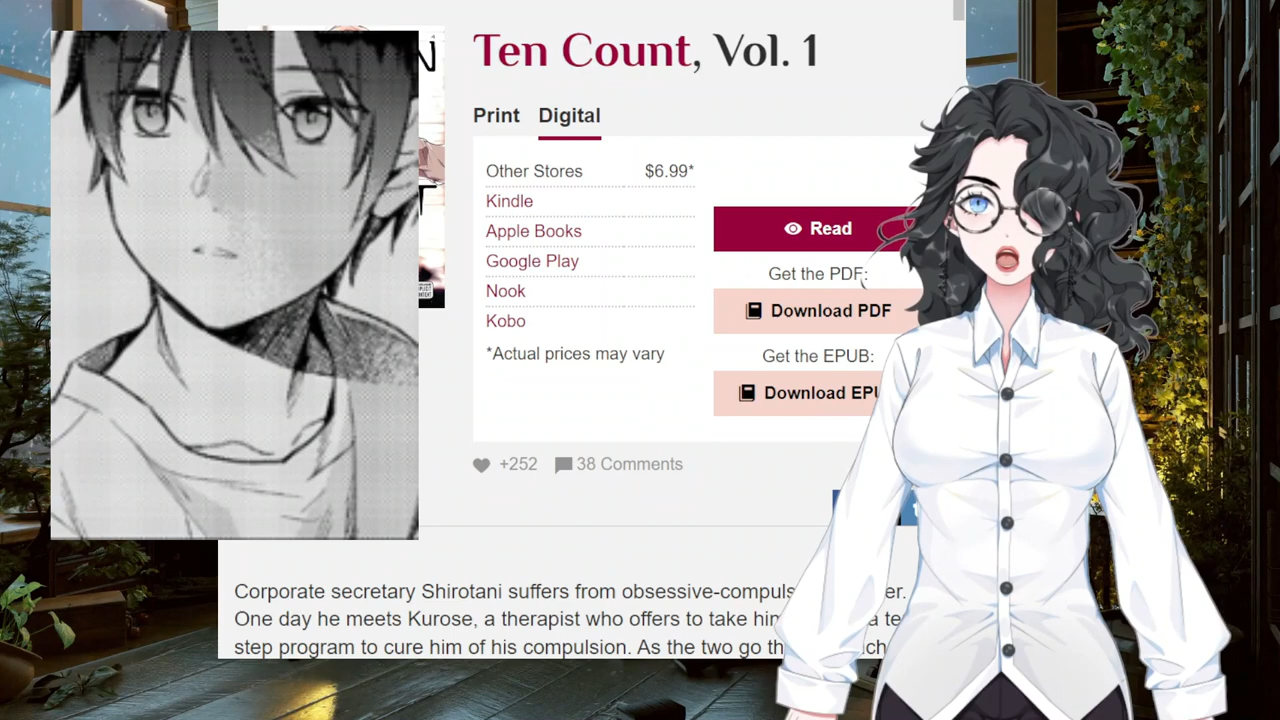 Ten Count, Vol. 1
Print Digital
Other Stores $6.99*
Kindle
Apple Books
Google Play
Nook
Kobo
*Actual prices may vary
Read
Get the PDF:
Download PDF
Get the EPUB:
Download EPU
+252 38 Comments
Corporate secretary Shirotani suffers from obsessive-compuls er.
One day he meets Kurose, a therapist who offers to take hi a te
step program to cure him of his compulsion. As the two go th ch
N
T